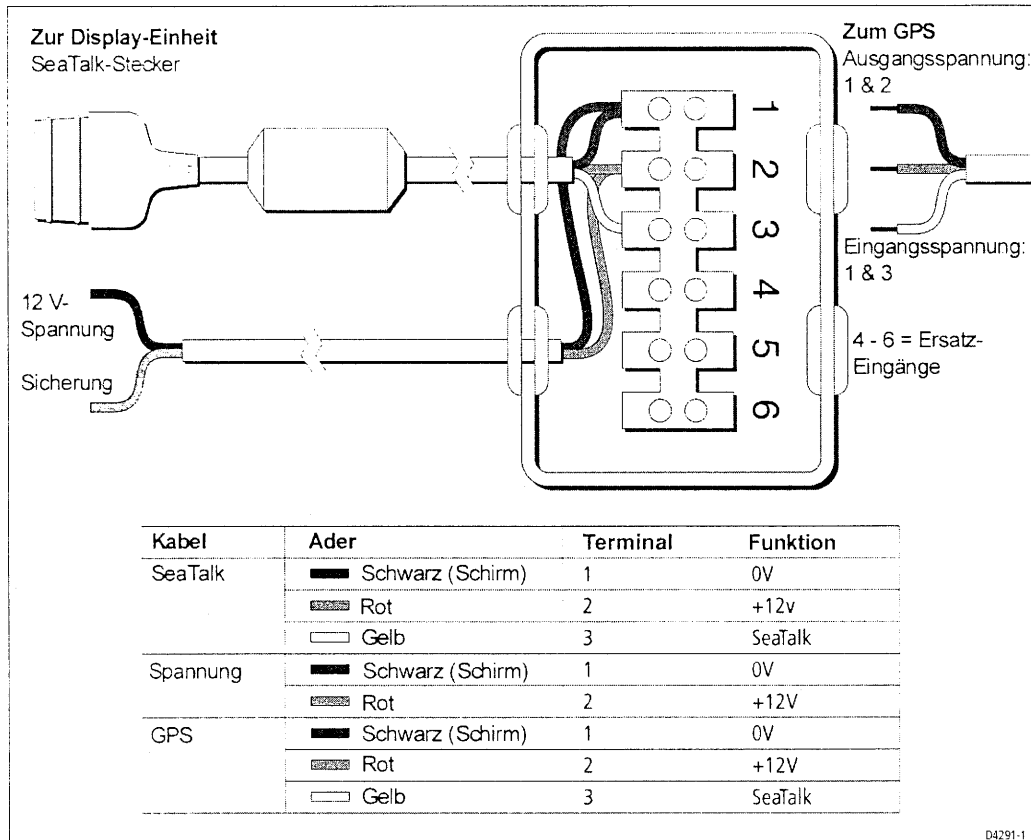 Zur Display-Einheit
SeaTalk-Stecker
Zum GPS
Ausgangsspannung:
1 & 2
1
2
3
4
5
6
Eingangsspannung:
1 & 3
12 V-
Spannung
Sicherung
4 - 6 = Ersatz-
Eingänge
Kabel Ader Terminal Funktion
SeaTalk Schwarz (Schirm) 1 0V
Rot 2 +12v
Gelb 3 SeaTalk
Spannung Schwarz (Schirm) 1 0V
Rot 2 +12V
GPS Schwarz (Schirm) 1 0V
Rot 2 +12V
Gelb 3 SeaTalk
D4291-1